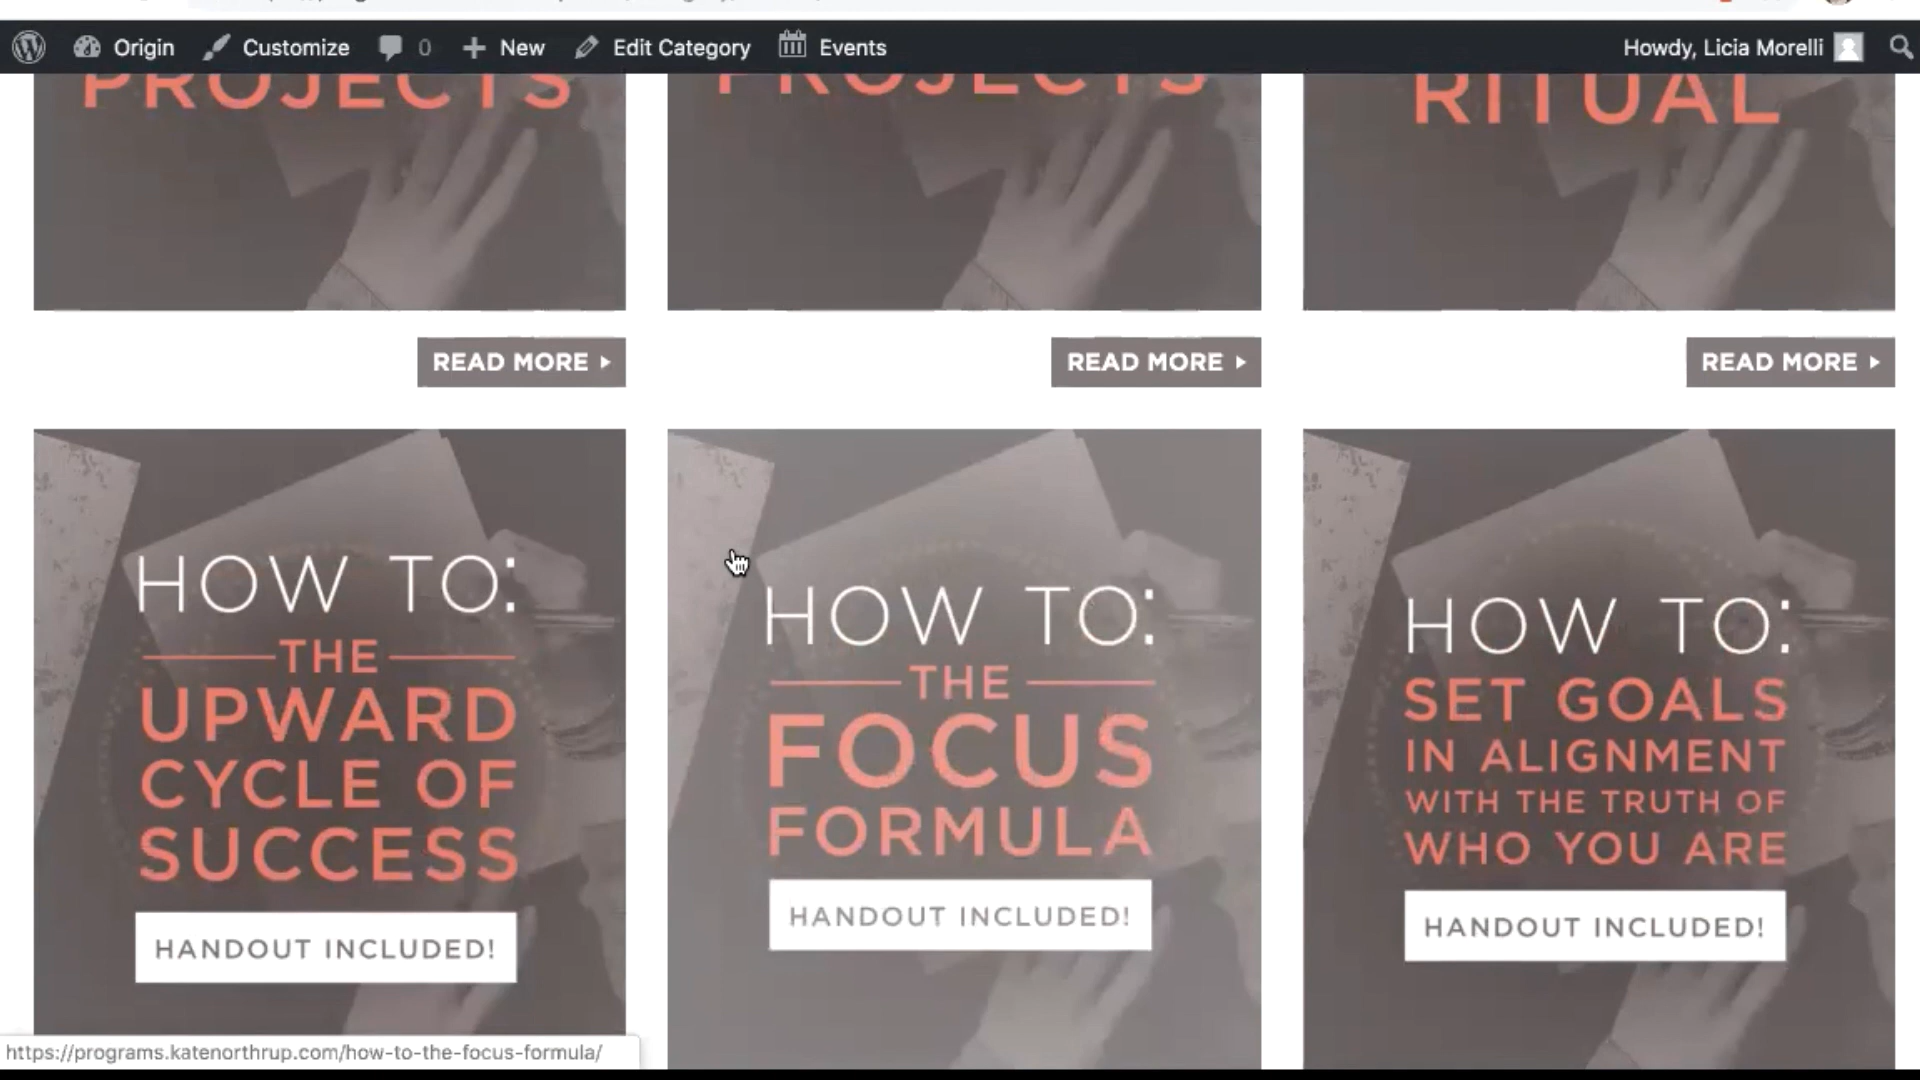 Origin Customize 0 New Edit Category Events Howdy, Licia Morelli
PROJECTS PROJECTS RITUAL
READ MORE READ MORE READ MORE
HOW TO:
THE
UPWARD
CYCLE OF
SUCCESS
HANDOUT INCLUDED!
HOW TO:
THE
FOCUS
FORMULA
HANDOUT INCLUDED!
HOW TO:
SET GOALS
IN ALIGNMENT
WITH THE TRUTH OF
WHO YOU ARE
HANDOUT INCLUDED!
https://programs.katenorthrup.com/how-to-the-focus-formula/